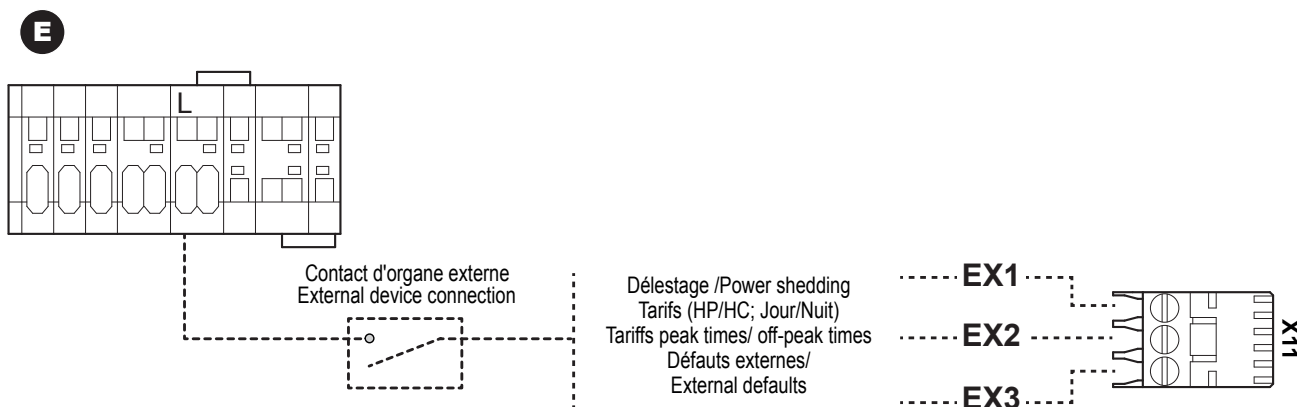 E
L
Contact d'organe externe
External device connection
Délestage /Power shedding
Tarifs (HP/HC; Jour/Nuit)
Tariffs peak times/ off-peak times
Défauts externes/
External defaults
EX1
EX2
EX3
X11